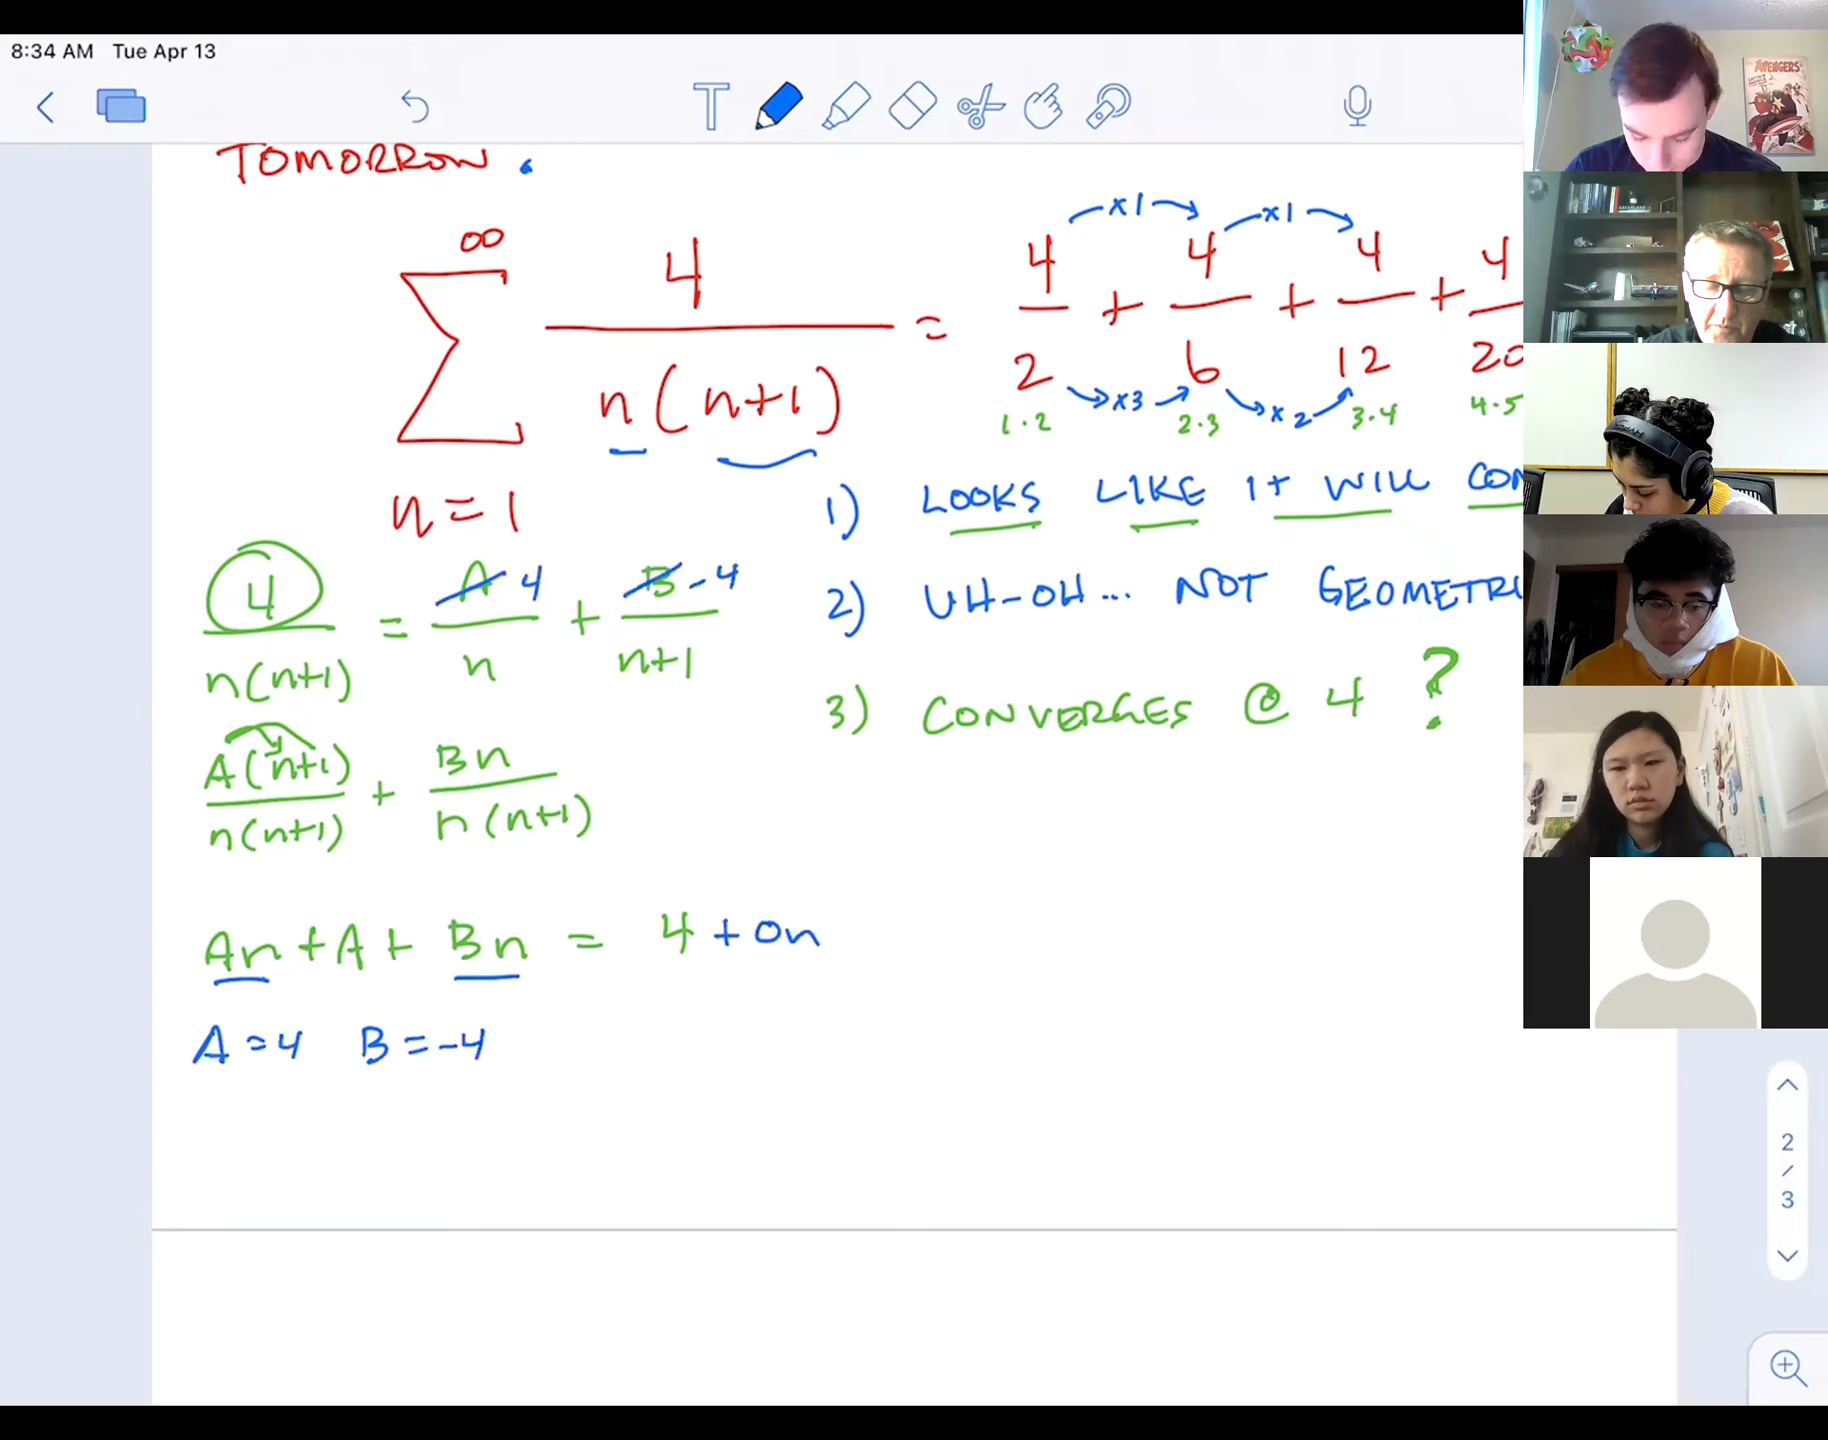 8:34 AM Tue Apr 13
TOMORROW.
∞
Σ 4 / n(n+1) = 4/2 + 4/6 + 4/12 + 4/20
n=1
x1 x1
x3 x2
1·2 2·3 3·4 4·5
1) LOOKS LIKE IT WILL CON
2) UH-OH... NOT GEOMETRI
3) CONVERGES @ 4 ?
4 / n(n+1) = A 4 / n + B -4 / n+1
A(n+1) / n(n+1) + Bn / n(n+1)
An + A + Bn = 4 + 0n
A = 4 B = -4
AVENGERS
2
/
3